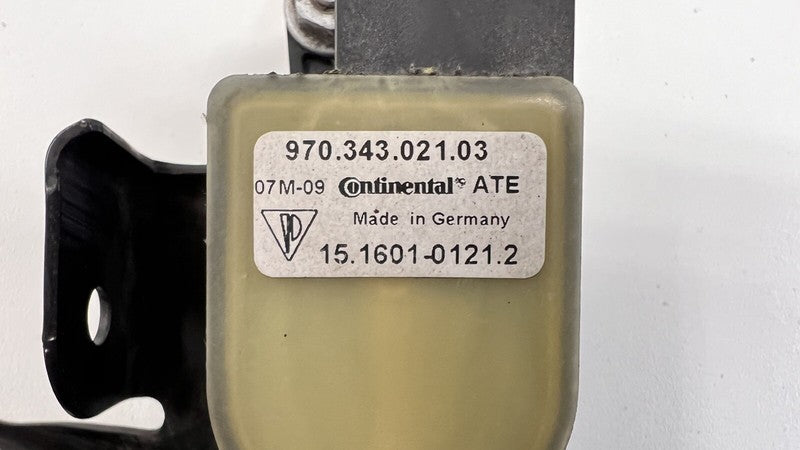 970.343.021.03
07M-09 Continental ATE
Made in Germany
15.1601-0121.2